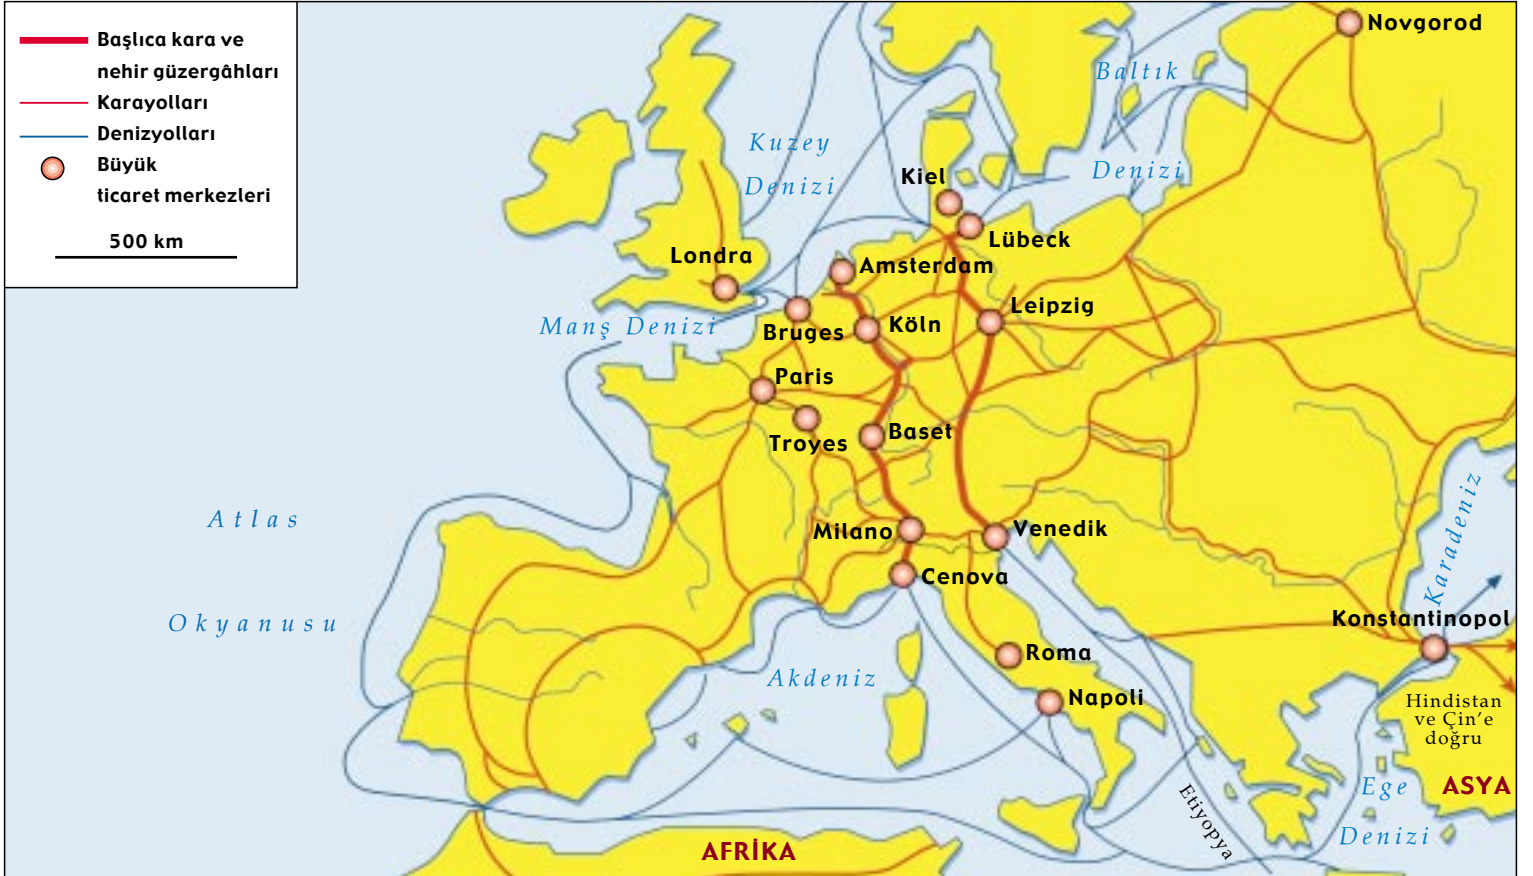 Başlıca kara ve
nehir güzergâhları
Karayolları
Denizyolları
Büyük
ticaret merkezleri
500 km
Novgorod
Baltık
Denizi
Kuzey
Denizi
Kiel
Lübeck
Londra
Amsterdam
Leipzig
Manş Denizi
Bruges
Köln
Paris
Troyes
Baset
Atlas
Okyanusu
Milano
Venedik
Cenova
Karadeniz
Konstantinopol
Roma
Akdeniz
Napoli
Hindistan
ve Çin'e
doğru
ASYA
Ege
Denizi
Etiyopya
AFRİKA